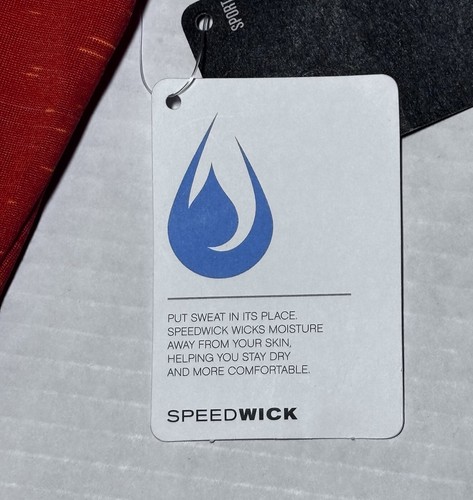 SPORT
PUT SWEAT IN ITS PLACE.
SPEEDWICK WICKS MOISTURE
AWAY FROM YOUR SKIN,
HELPING YOU STAY DRY
AND MORE COMFORTABLE.
SPEEDWICK